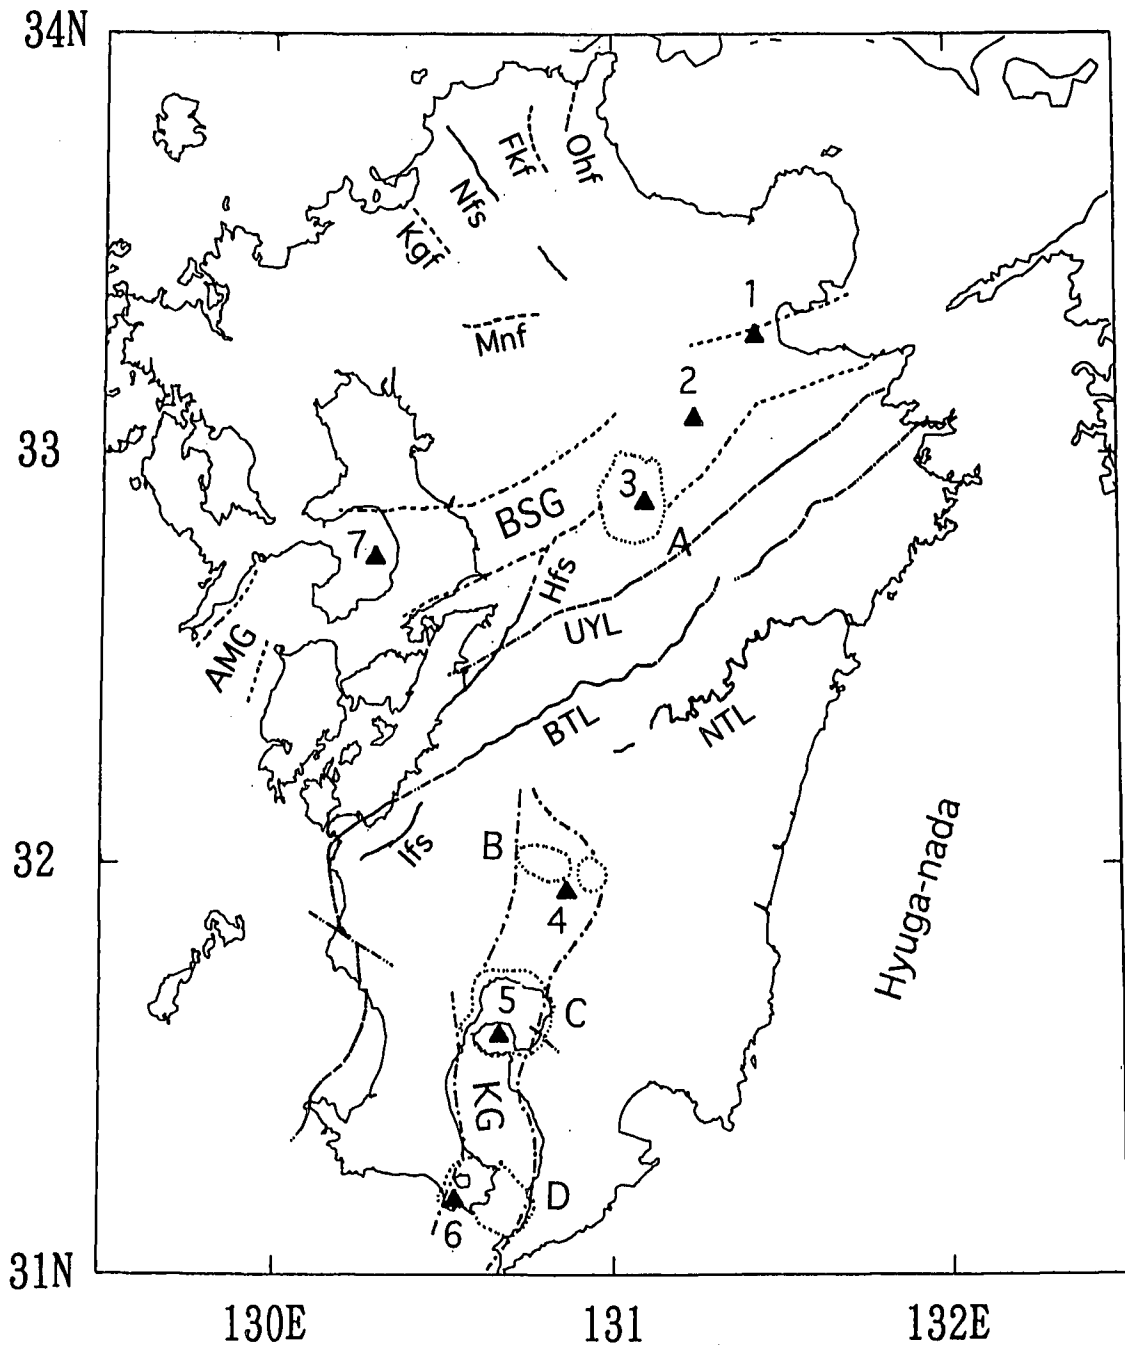 34N
Fkf
Ohf
Nfs
Kgf
1
Mnf
2
33
3
BSG
7
A
Hfs
UYL
AMG
BTL
NTL
Ifs
32
B
4
Hyuga-nada
5
C
KG
D
6
31N
130E
131
132E